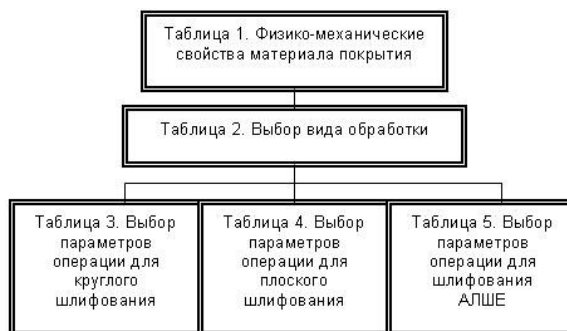 Таблица 1. Физико-механические
свойства материала покрытия
Таблица 2. Выбор вида обработки
Таблица 3. Выбор
параметров
операции для
круглого
шлифования
Таблица 4. Выбор
параметров
операции для
плоского
шлифования
Таблица 5. Выбор
параметров
операции для
шлифования
АЛШЕ